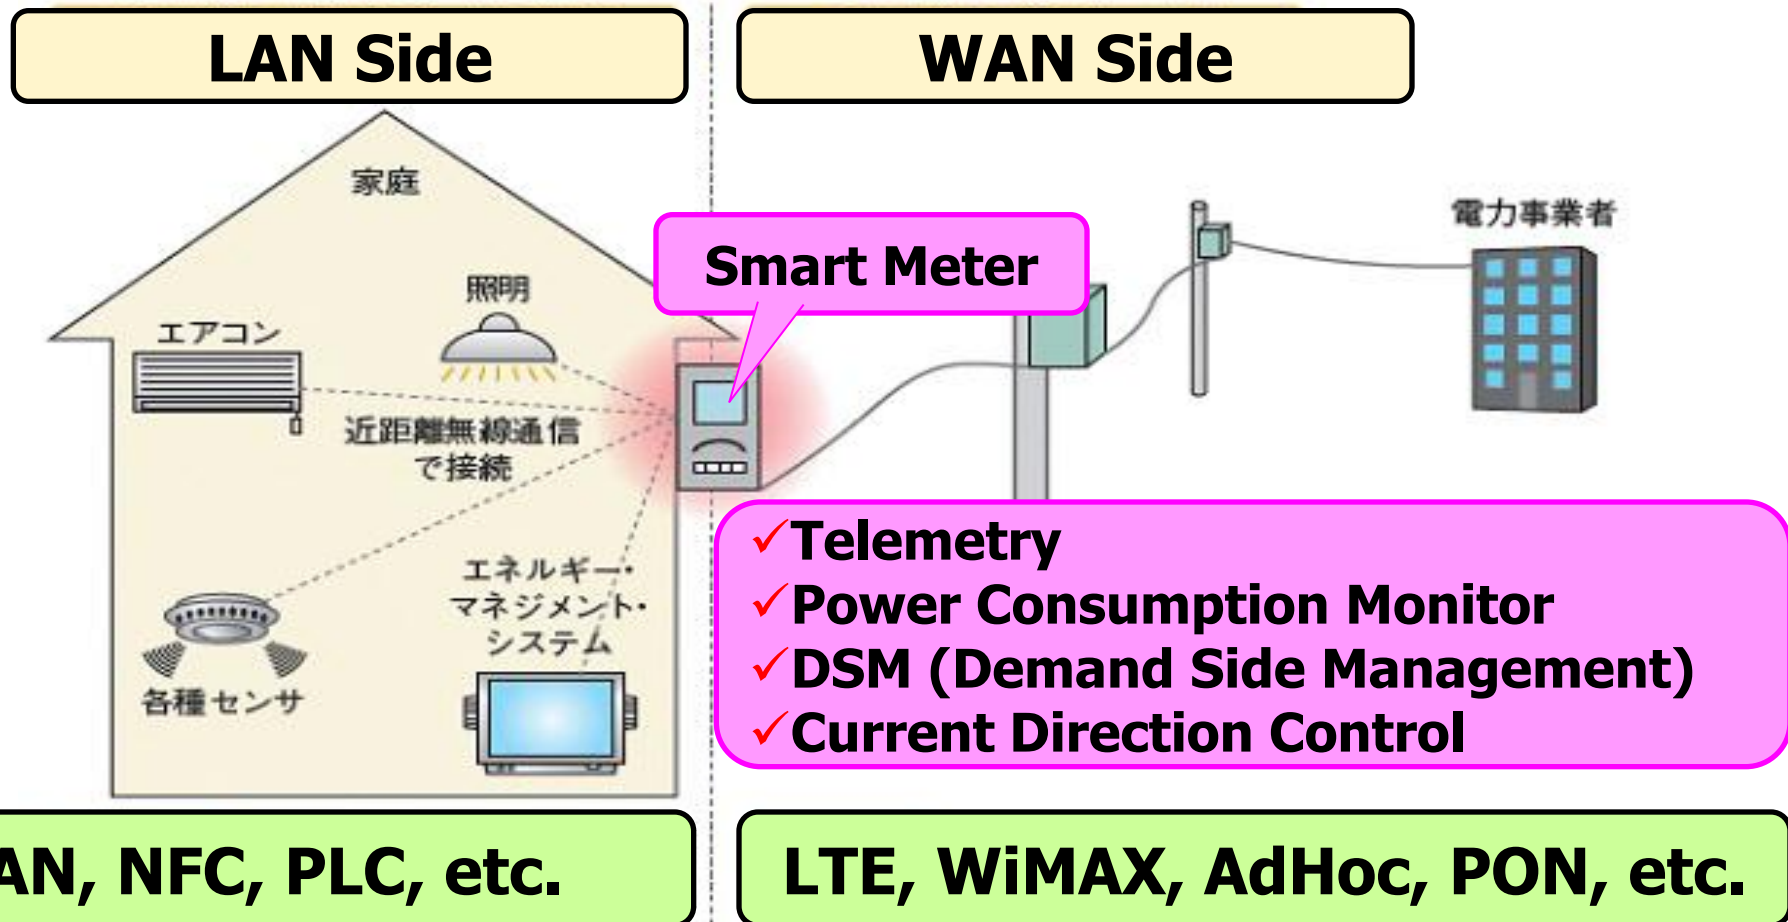 LAN Side
WAN Side
家庭
電力事業者
Smart Meter
照明
エアコン
近距離無線通信
で接続
エネルギー・
マネジメント・
システム
各種センサ
✓Telemetry
✓Power Consumption Monitor
✓DSM (Demand Side Management)
✓Current Direction Control
AN, NFC, PLC, etc.
LTE, WiMAX, AdHoc, PON, etc.